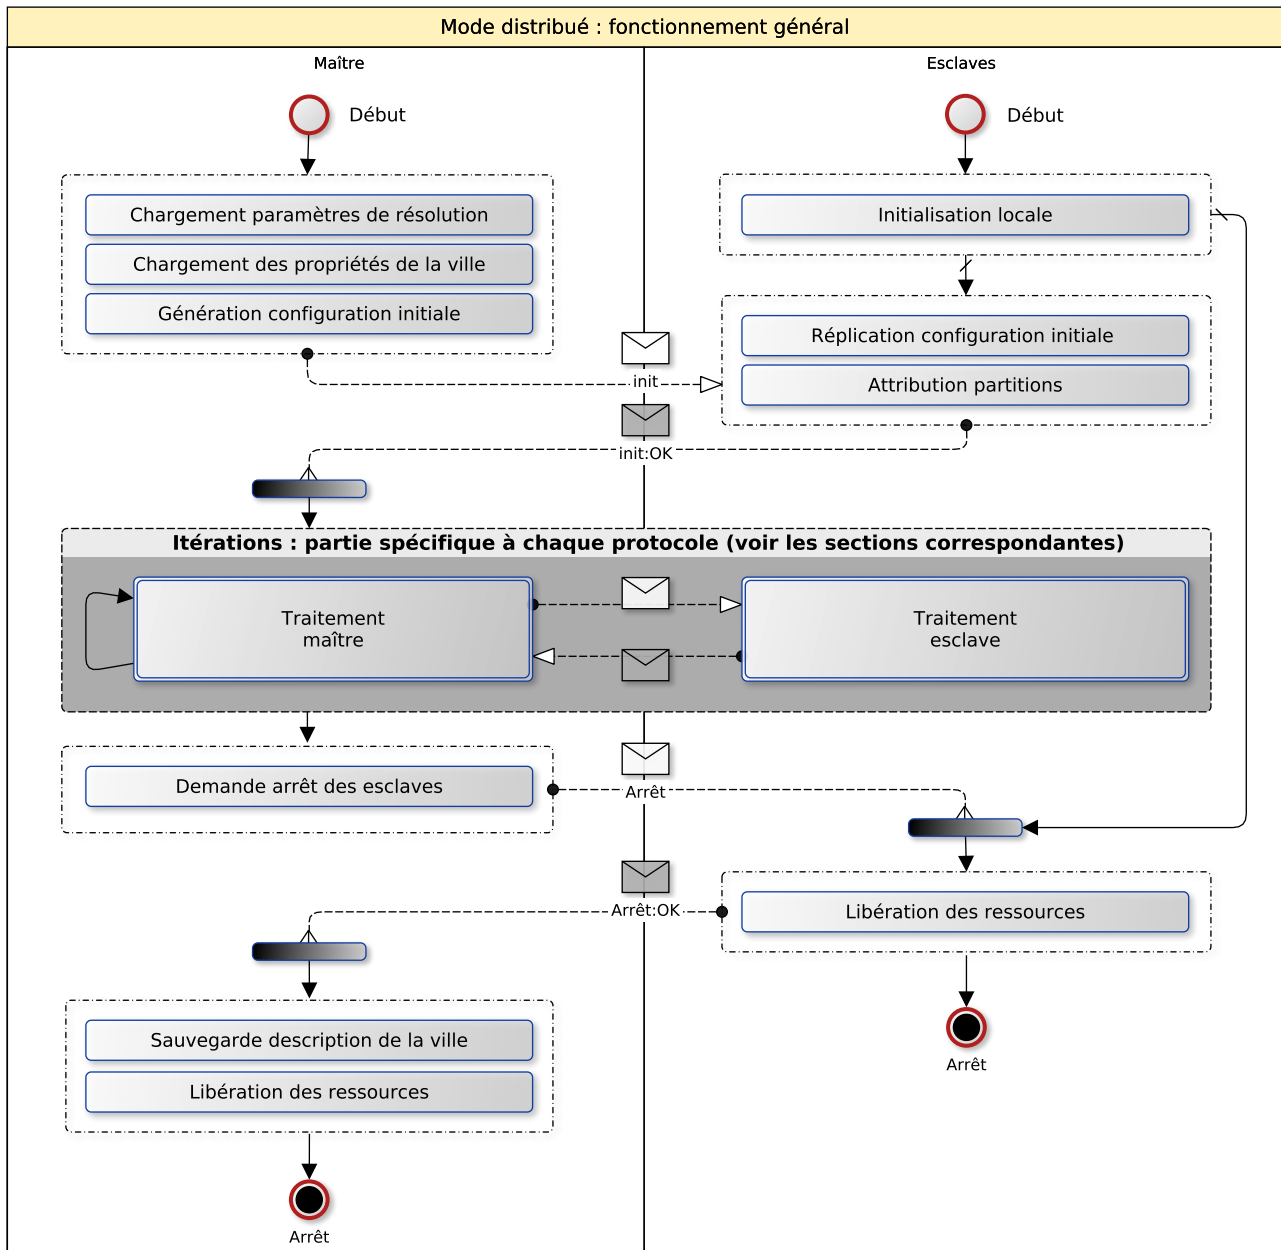 Mode distribué : fonctionnement général
Maître
Esclaves
Début
Début
Chargement paramètres de résolution
Initialisation locale
Chargement des propriétés de la ville
Génération configuration initiale
Réplication configuration initiale
init
Attribution partitions
init:OK
Itérations : partie spécifique à chaque protocole (voir les sections correspondantes)
Traitement
maître
Traitement
esclave
Demande arrêt des esclaves
Arrêt
Arrêt:OK
Libération des ressources
Sauvegarde description de la ville
Arrêt
Libération des ressources
Arrêt